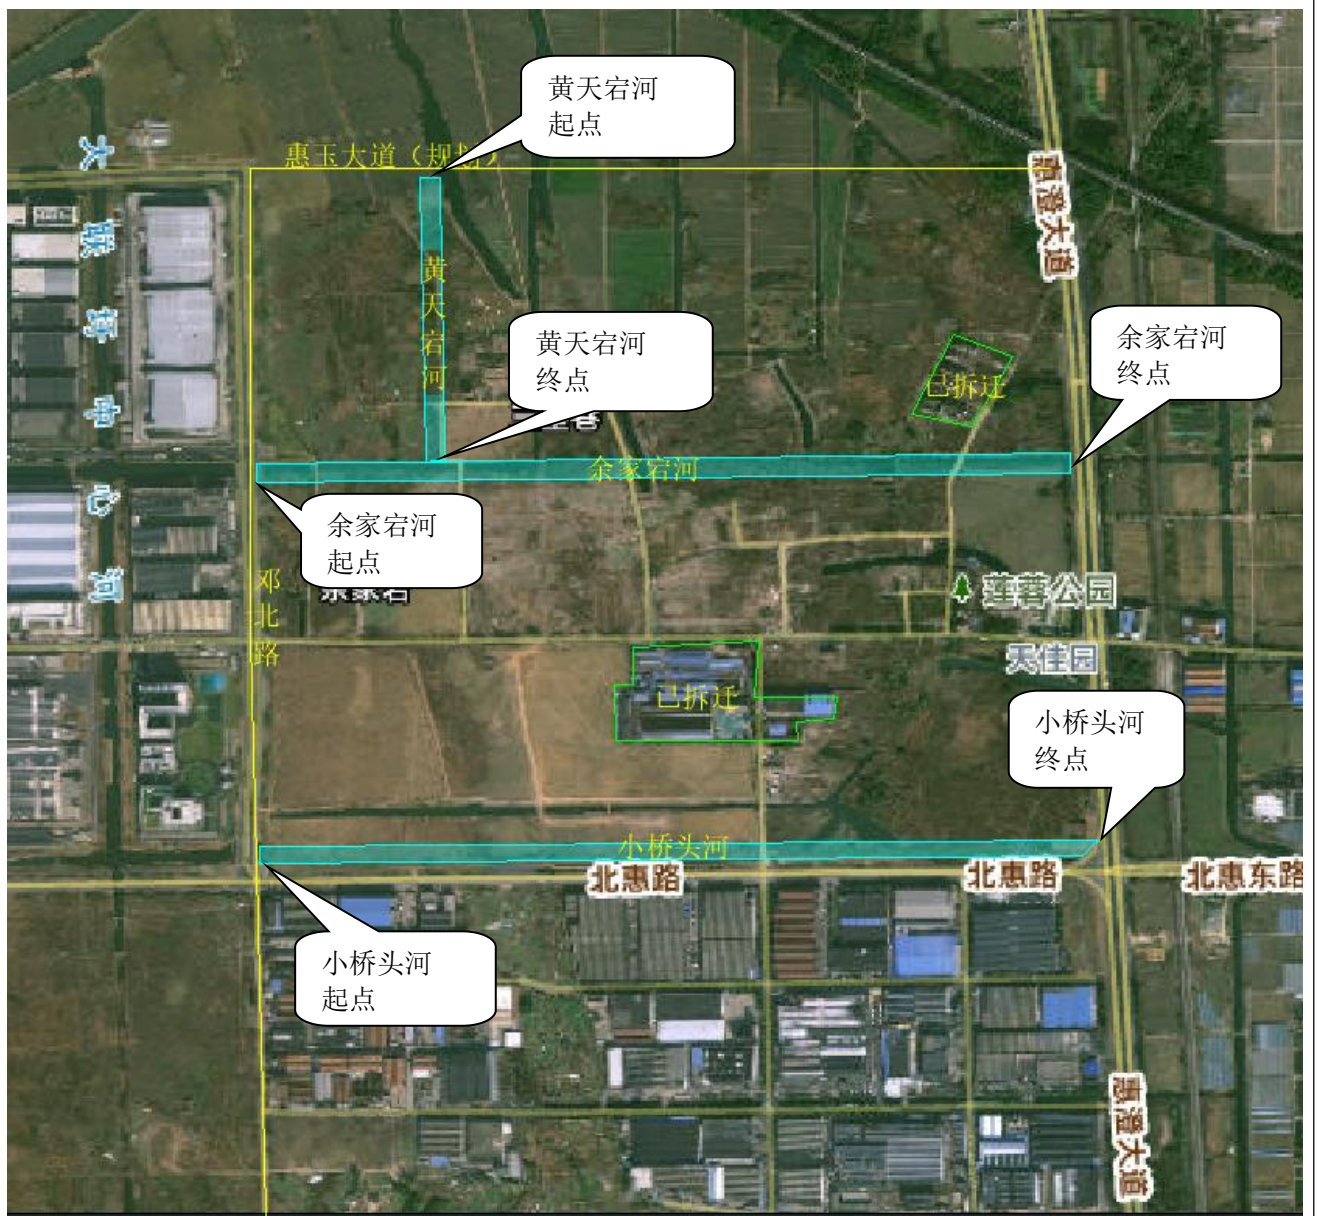 黄天宕河
起点
惠玉大道（规划）
大联圩中心河
惠澄大道
黄天宕河
黄天宕河
终点
余家宕河
终点
已拆迁
余家宕河
余家宕河
起点
邓北路
莲蓉公园
天佳园
已拆迁
小桥头河
终点
小桥头河
北惠路
北惠路
北惠东路
小桥头河
起点
惠澄大道